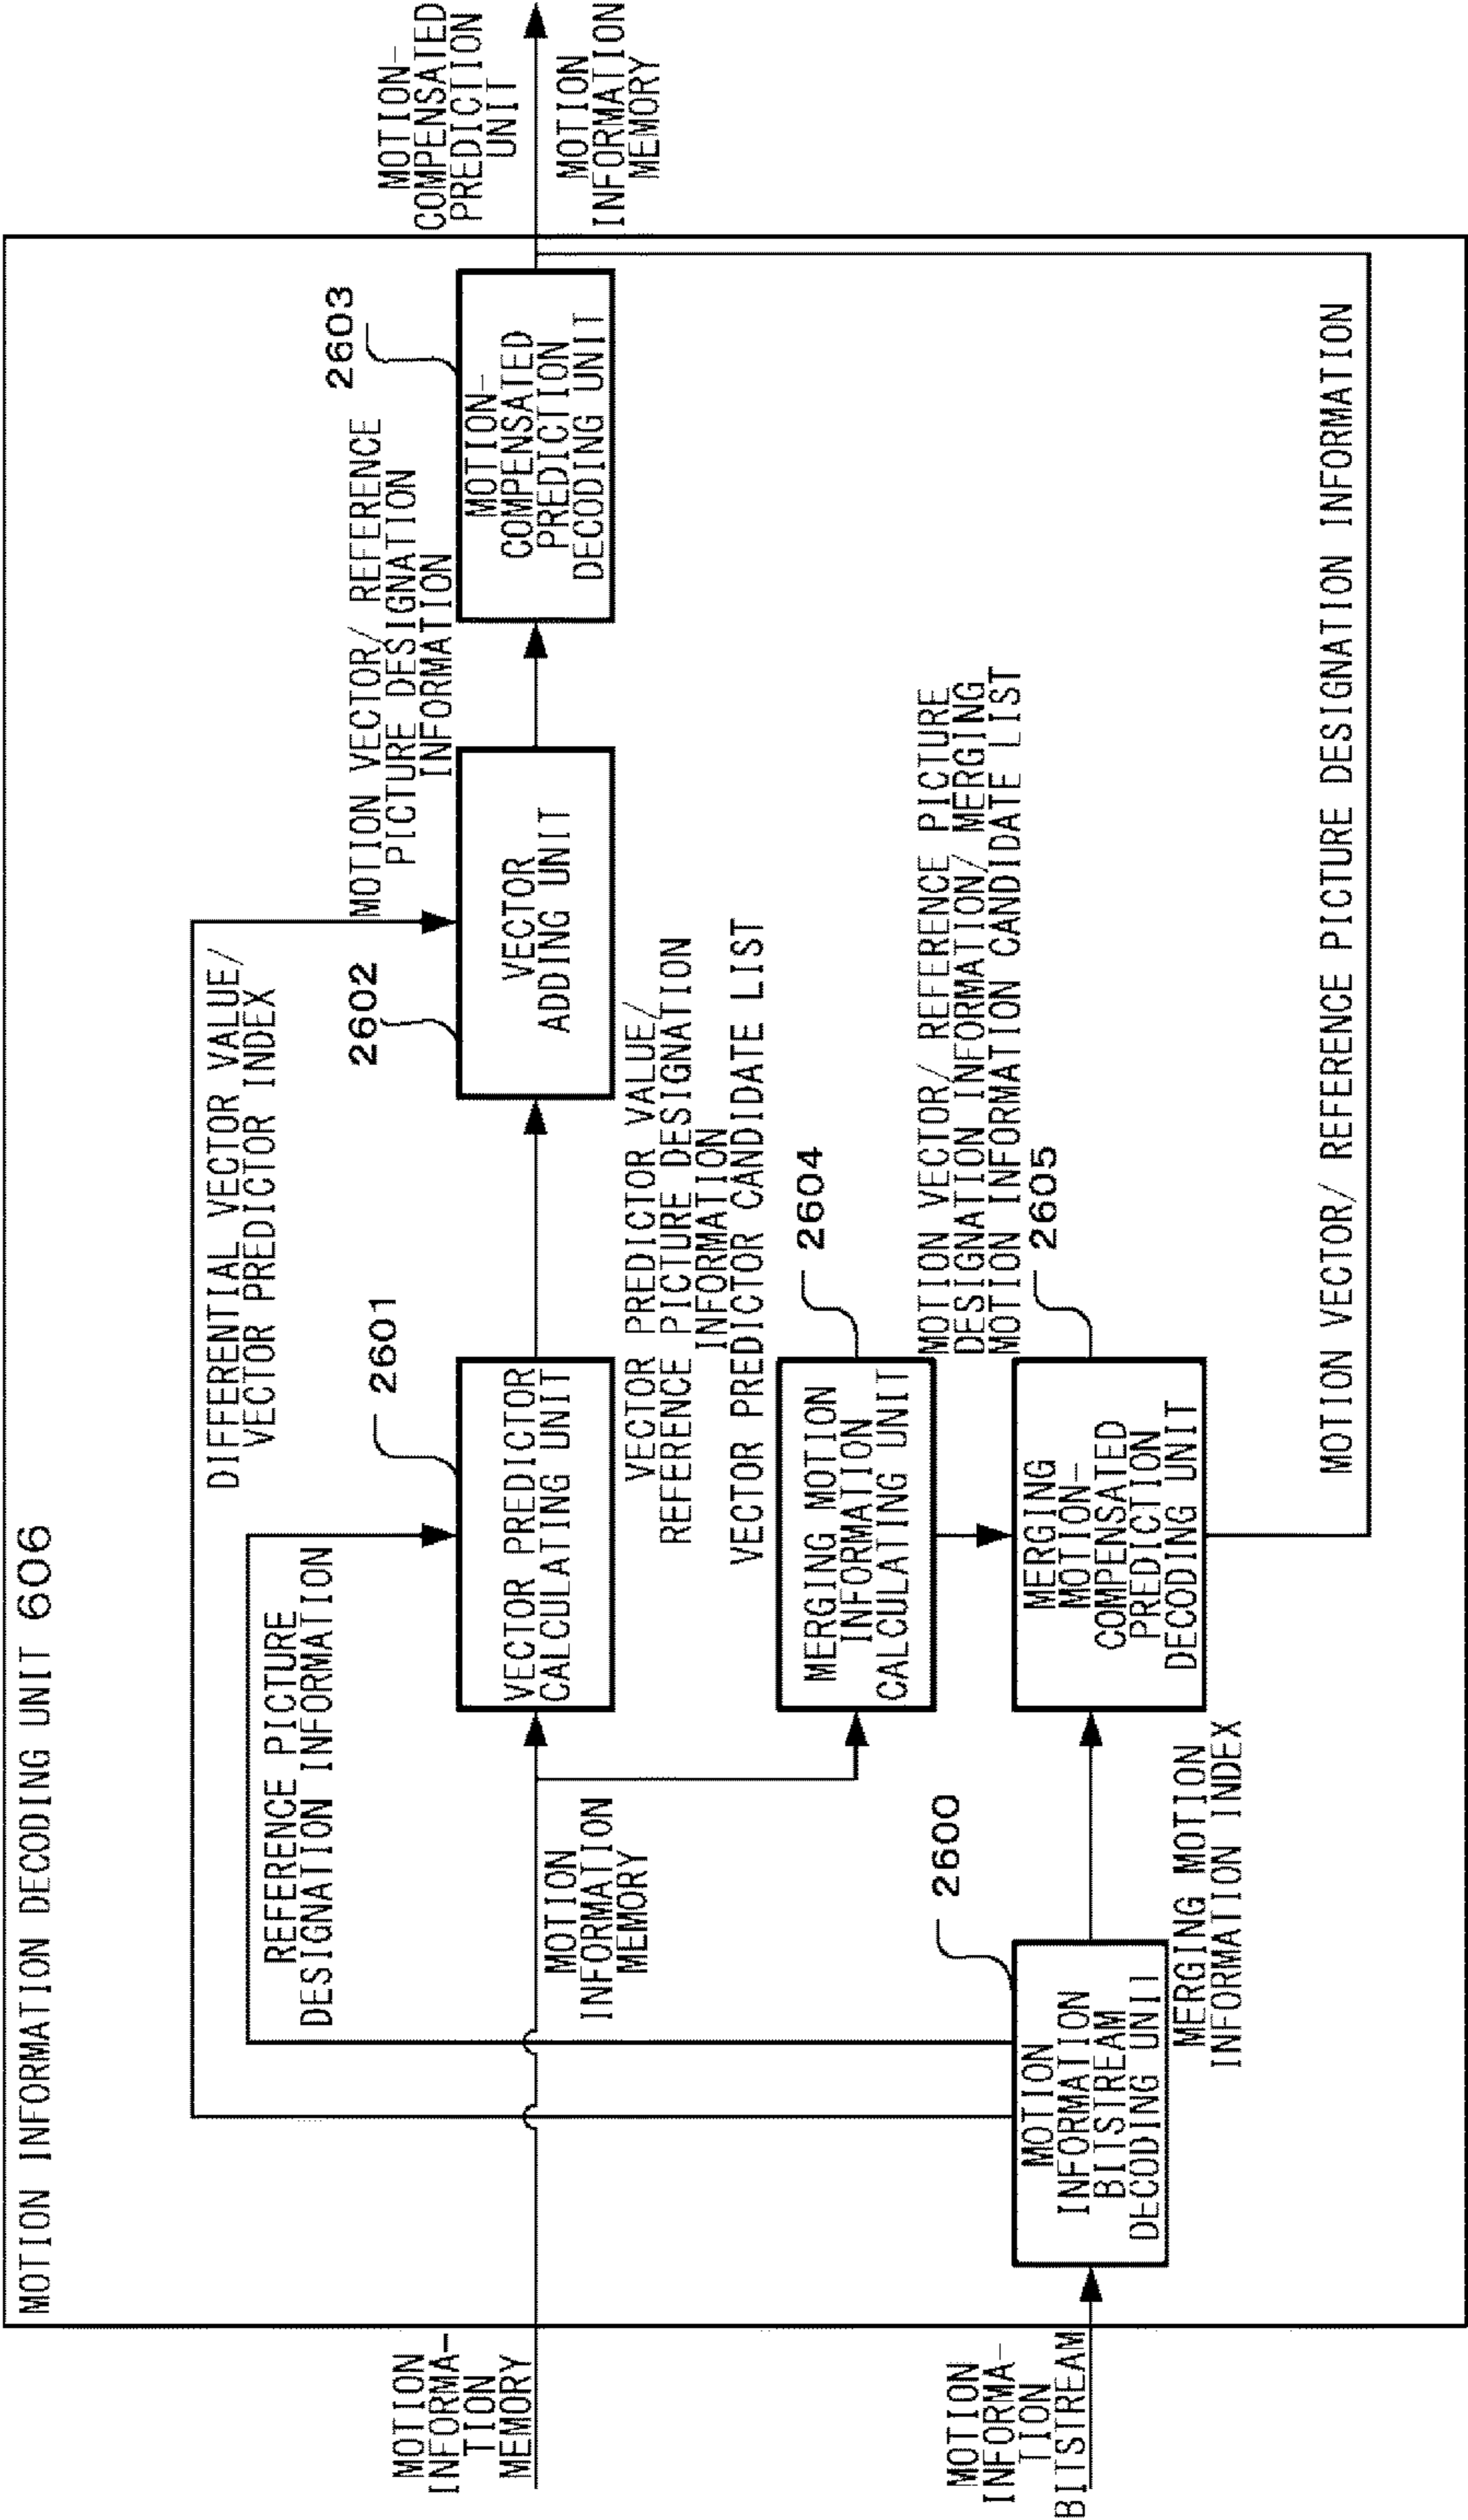 MOTION INFORMATION DECODING UNIT 606
MOTION
INFORMA-
TION
MEMORY
MOTION
INFORMA-
TION
BITSTREAM
DIFFERENTIAL VECTOR VALUE/
VECTOR PREDICTOR INDEX
REFERENCE PICTURE
DESIGNATION INFORMATION
MOTION
INFORMATION
MEMORY
2600
MOTION
INFORMATION
BITSTREAM
DECODING UNIT
MERGING MOTION
INFORMATION INDEX
2601
VECTOR PREDICTOR
CALCULATING UNIT
VECTOR PREDICTOR VALUE/
REFERENCE PICTURE DESIGNATION
INFORMATION
VECTOR PREDICTOR CANDIDATE LIST
2604
MERGING MOTION
INFORMATION
CALCULATING UNIT
MOTION VECTOR/ REFERENCE PICTURE
DESIGNATION INFORMATION/ MERGING
MOTION INFORMATION CANDIDATE LIST
2605
MERGING
MOTION-
COMPENSATED
PREDICTION
DECODING UNIT
2602
VECTOR
ADDING UNIT
MOTION VECTOR/ REFERENCE
PICTURE DESIGNATION
INFORMATION
2603
MOTION-
COMPENSATED
PREDICTION
DECODING UNIT
MOTION VECTOR/ REFERENCE PICTURE DESIGNATION INFORMATION
MOTION-
COMPENSATED
PREDICTION
UNIT
MOTION
INFORMATION
MEMORY